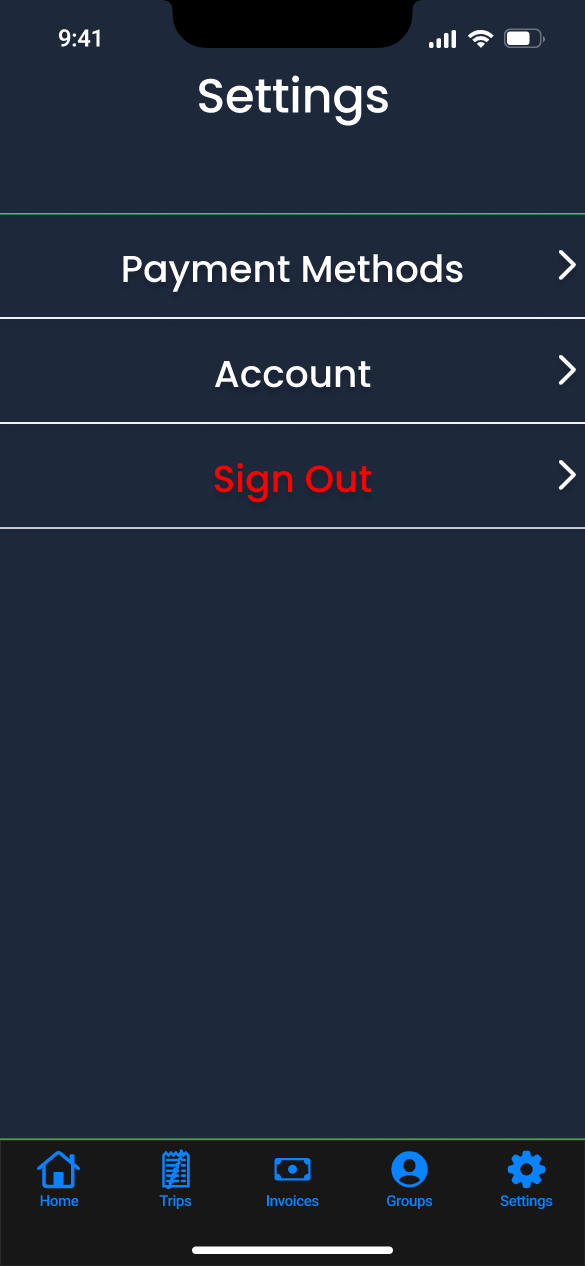 9:41
Settings
Payment Methods
Account
Sign Out
Home Trips Invoices Groups Settings